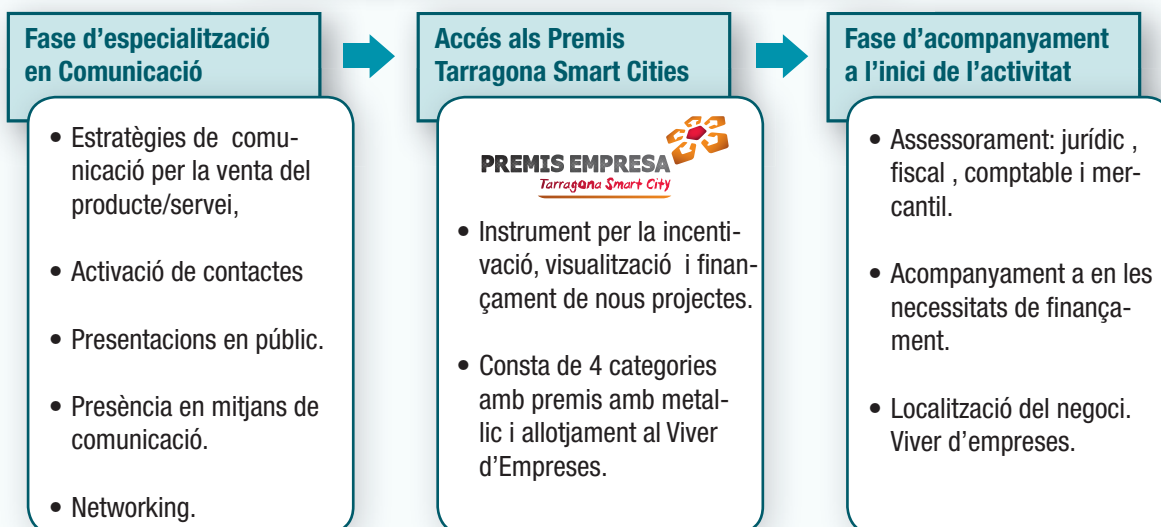 Fase d’especialització
en Comunicació
• Estratègies de comu-
nicació per la venta del
producte/servei,
• Activació de contactes
• Presentacions en públic.
• Presència en mitjans de
comunicació.
• Networking.
Accés als Premis
Tarragona Smart Cities
PREMIS EMPRESA
Tarragona Smart City
• Instrument per la incenti-
vació, visualització i finan-
çament de nous projectes.
• Consta de 4 categories
amb premis amb metal-
lic i allotjament al Viver
d’Empreses.
Fase d’acompanyament
a l’inici de l’activitat
• Assessorament: jurídic ,
fiscal , comptable i mer-
cantil.
• Acompanyament a en les
necessitats de finança-
ment.
• Localització del negoci.
Viver d’empreses.